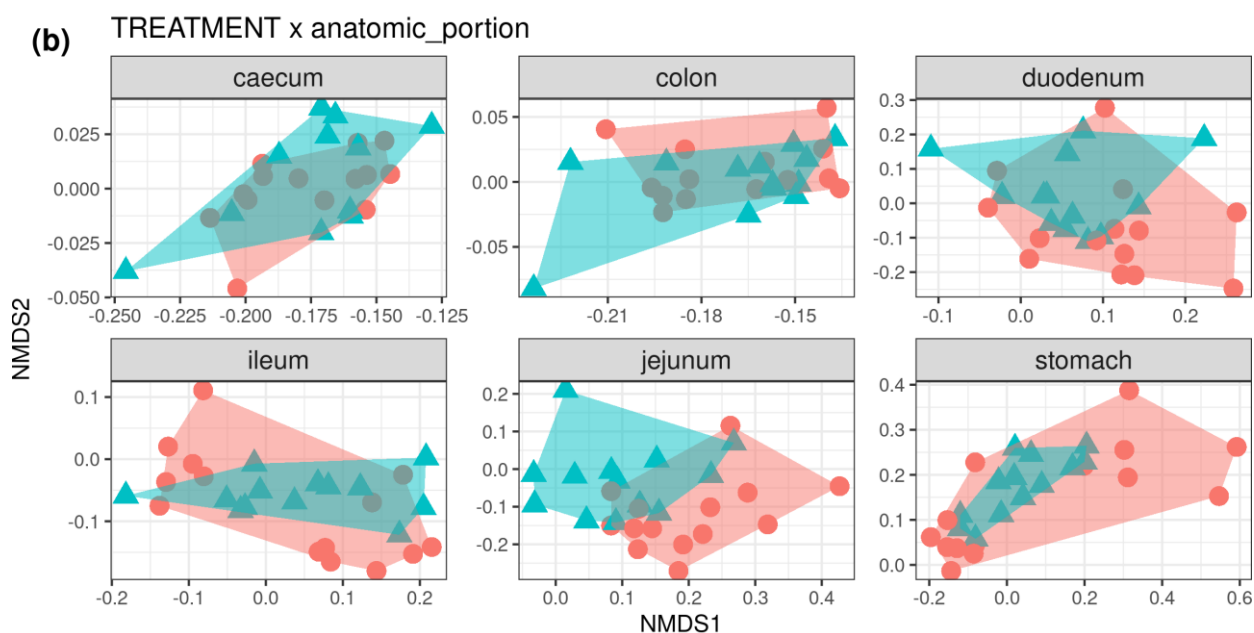 (b) TREATMENT x anatomic_portion
caecum colon duodenum
0.025 0.000 -0.025 -0.050
-0.250 -0.225 -0.200 -0.175 -0.150 -0.125
0.05 0.00 -0.05
-0.21 -0.18 -0.15
0.3 0.2 0.1 0.0 -0.1 -0.2
-0.1 0.0 0.1 0.2
NMDS2
ileum jejunum stomach
0.1 0.0 -0.1
-0.2 -0.1 0.0 0.1 0.2
0.2 0.1 0.0 -0.1 -0.2
0.0 0.1 0.2 0.3 0.4
0.4 0.3 0.2 0.1 0.0
-0.2 0.0 0.2 0.4 0.6
NMDS1